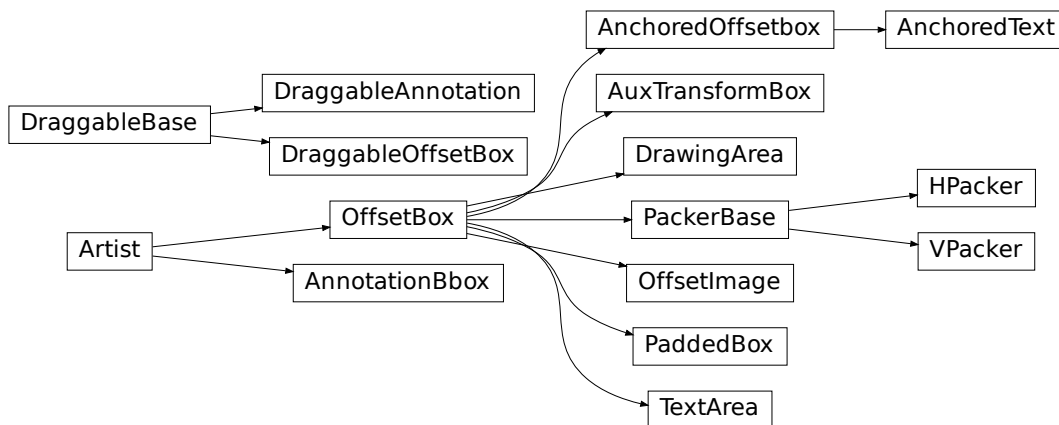 AnchoredOffsetbox
AnchoredText
DraggableAnnotation
AuxTransformBox
DraggableBase
DraggableOffsetBox
DrawingArea
HPacker
OffsetBox
PackerBase
Artist
VPacker
AnnotationBbox
OffsetImage
PaddedBox
TextArea